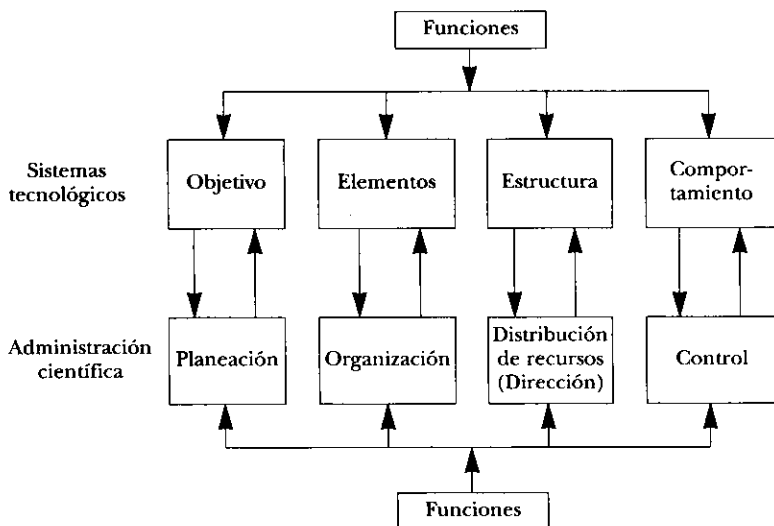 Funciones
Sistemas
tecnológicos
Objetivo
Elementos
Estructura
Compor-
tamiento
Administración
científica
Planeación
Organización
Distribución
de recursos
(Dirección)
Control
Funciones